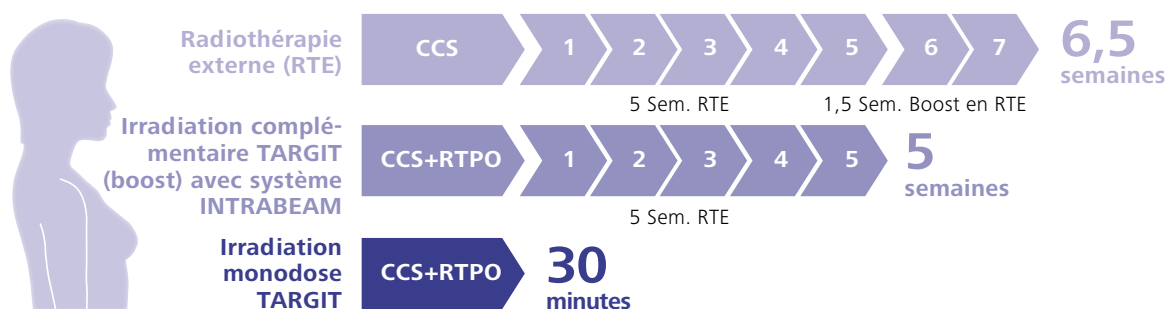 Radiothérapie
externe (RTE)
CCS
1 2 3 4 5 6 7
6,5
semaines
5 Sem. RTE
1,5 Sem. Boost en RTE
Irradiation complé-
mentaire TARGIT
(boost) avec système
INTRABEAM
CCS+RTPO
1 2 3 4 5
5
semaines
5 Sem. RTE
Irradiation
monodose
TARGIT
CCS+RTPO
30
minutes